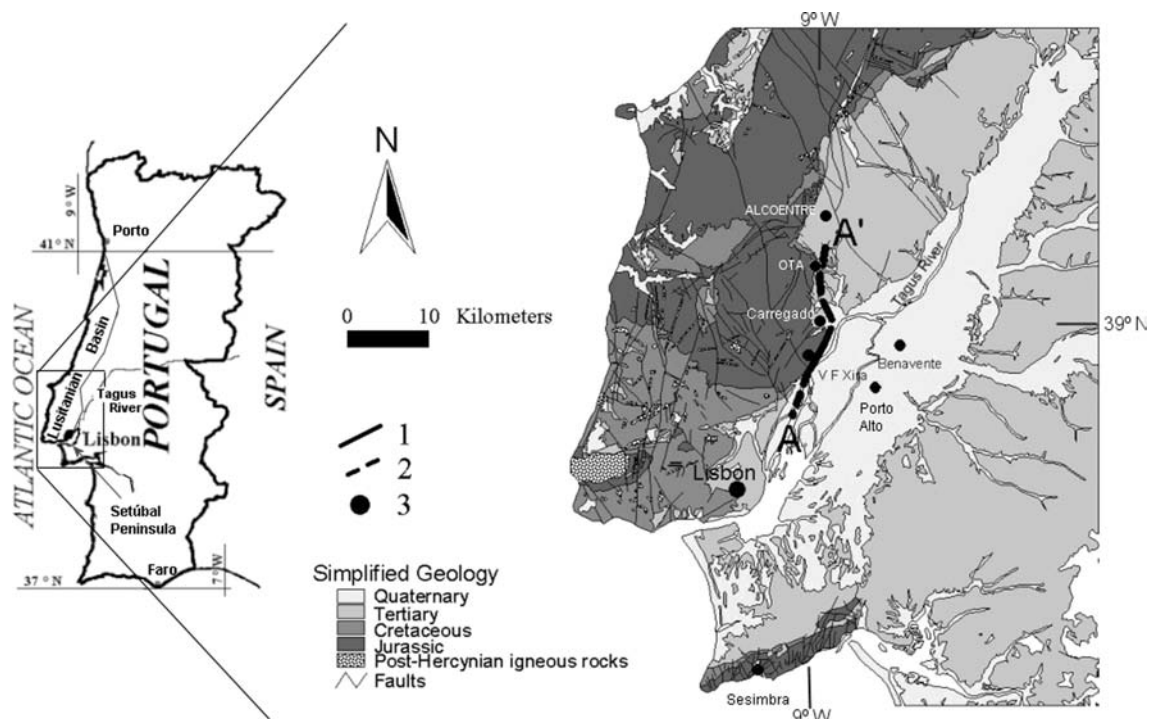 9° W
Porto
41° N
ATLANTIC OCEAN
Lusitanian
Basin
PORTUGAL
SPAIN
Tagus
River
Lisbon
Setúbal
Peninsula
Faro
37 ° N
7 ° W
N
0 10 Kilometers
1
2
3
Simplified Geology
Quaternary
Tertiary
Cretaceous
Jurassic
Post-Hercynian igneous rocks
Faults
9° W
ALCOENTRE
A'
OTA
Tagus River
Carregado
39° N
V F Xira
Benavente
Porto
Alto
A
Lisbon
Sesimbra
9° W